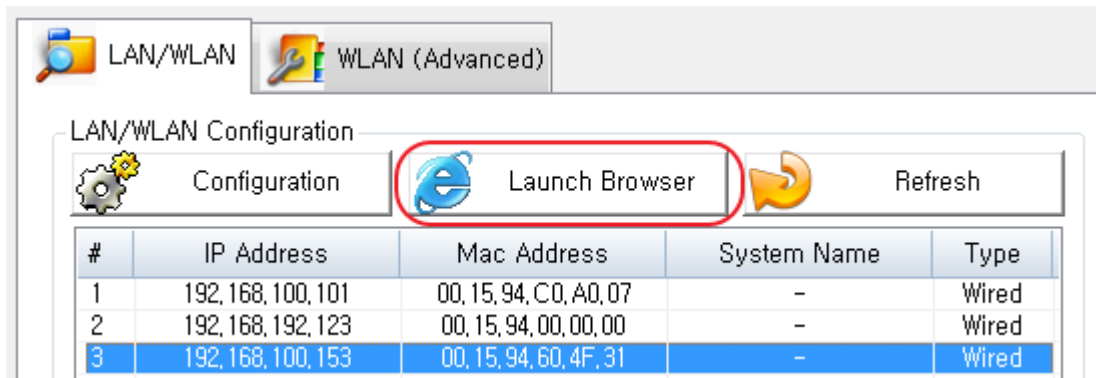 LAN/WLAN WLAN (Advanced)
LAN/WLAN Configuration
Configuration Launch Browser Refresh
# IP Address Mac Address System Name Type
1 192,168,100,101 00,15,94,C0,A0,07 - Wired
2 192,168,192,123 00,15,94,00,00,00 - Wired
3 192,168,100,153 00,15,94,60,4F,31 - Wired